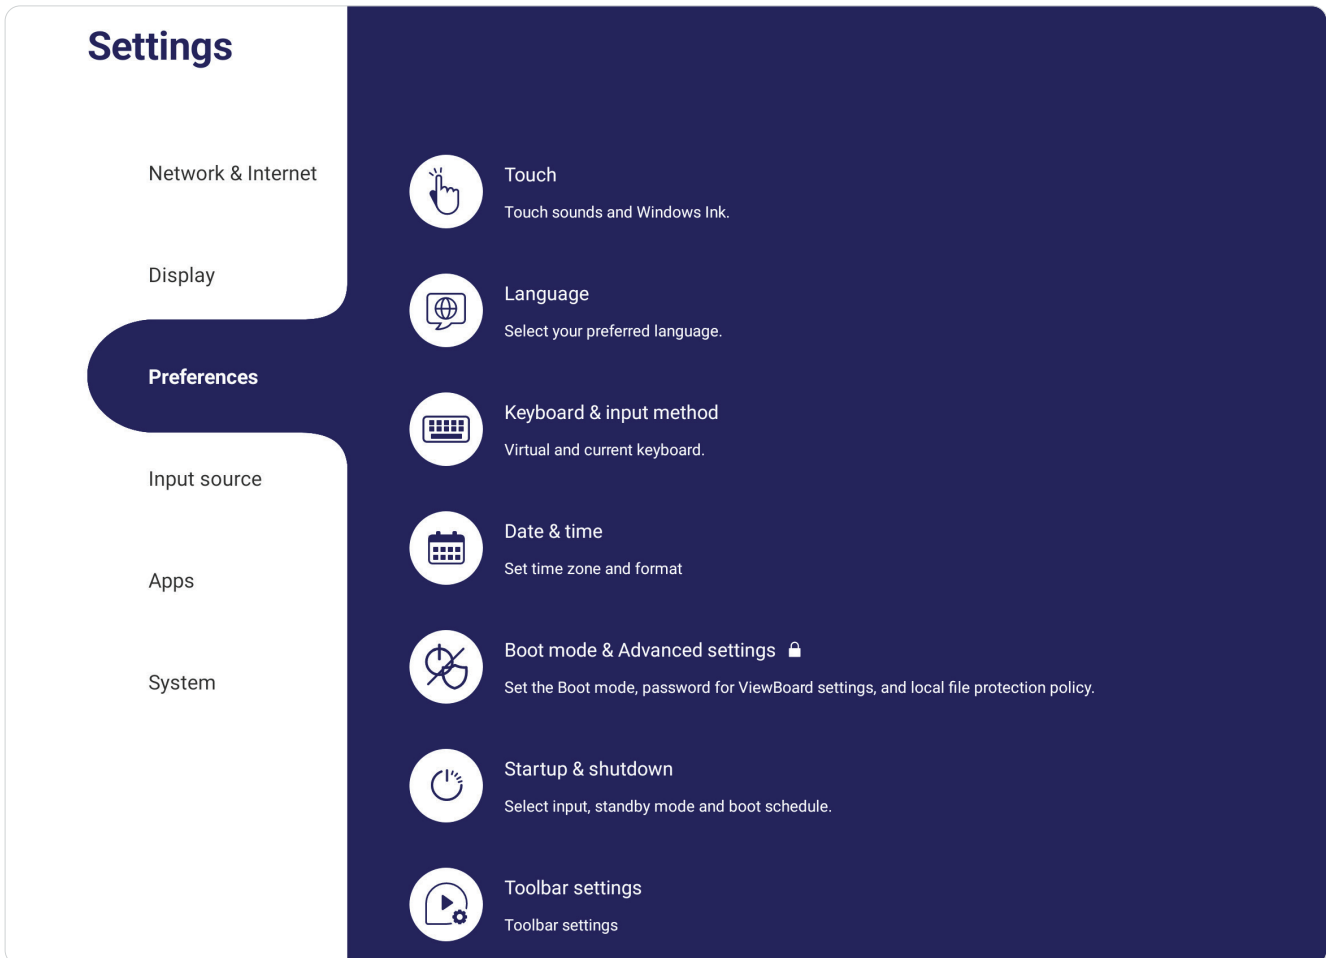 Settings
Network & Internet
Display
Preferences
Input source
Apps
System
Touch
Touch sounds and Windows Ink.
Language
Select your preferred language.
Keyboard & input method
Virtual and current keyboard.
Date & time
Set time zone and format
Boot mode & Advanced settings
Set the Boot mode, password for ViewBoard settings, and local file protection policy.
Startup & shutdown
Select input, standby mode and boot schedule.
Toolbar settings
Toolbar settings